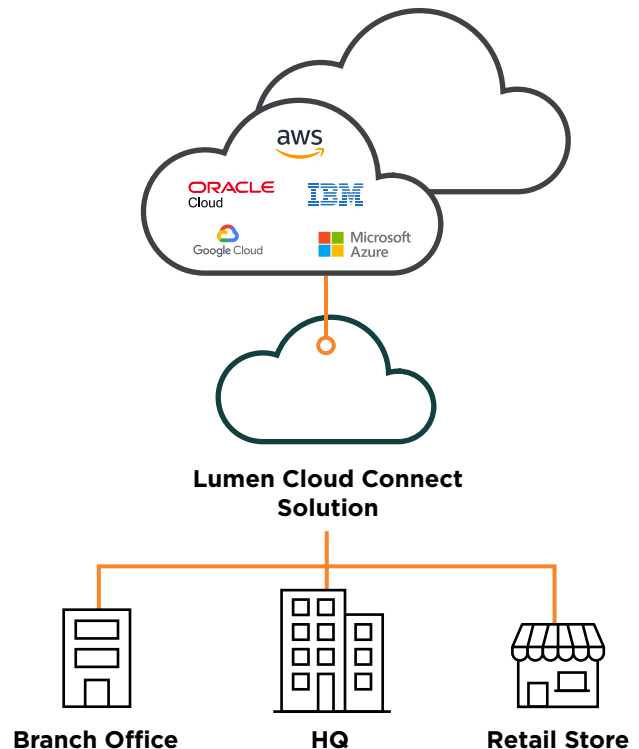 aws
ORACLE
Cloud
IBM
Google Cloud
Microsoft
Azure
Lumen Cloud Connect
Solution
Branch Office
HQ
Retail Store